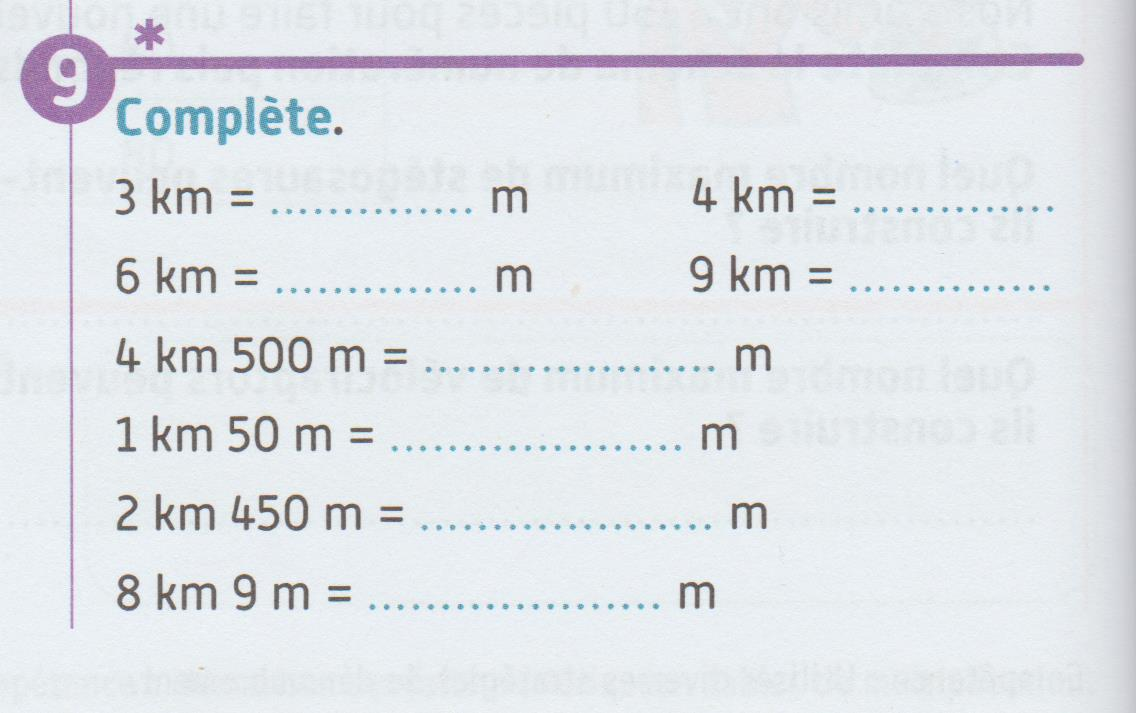 9 *
Complète.
3 km = .............. m 4 km = ..............
6 km = .............. m 9 km = ..............
4 km 500 m = .................... m
1 km 50 m = .................... m
2 km 450 m = .................... m
8 km 9 m = .................... m